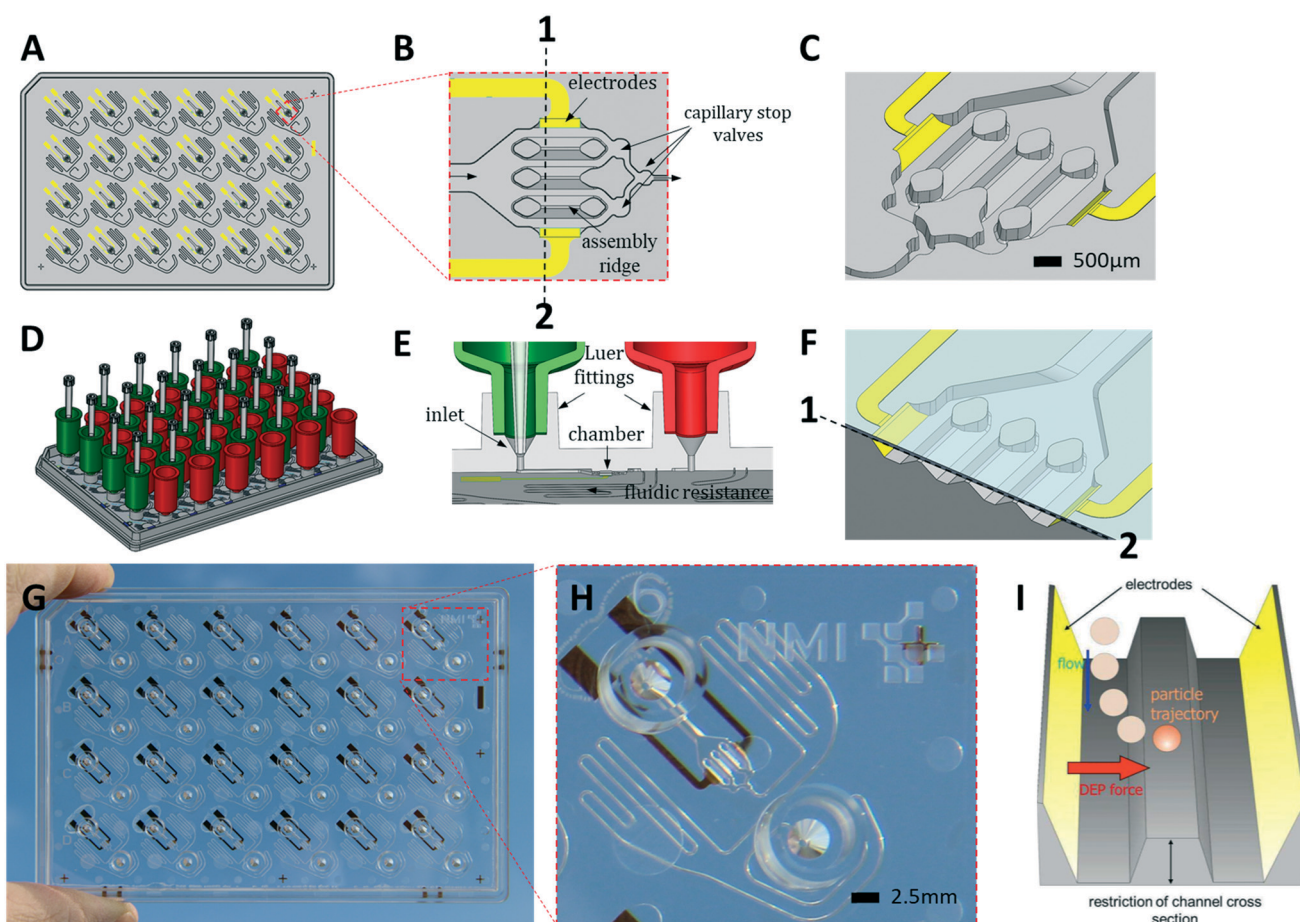 A
B
1
electrodes
capillary stop
valves
assembly
ridge
2
C
500µm
D
E
Luer
fittings
inlet
chamber
fluidic resistance
F
1
2
G
NMI
A
B
C
D
H
6
NMI
2.5mm
I
electrodes
flow
particle
trajectory
DEP force
restriction of channel cross
section